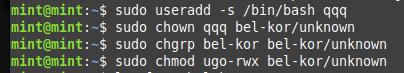 mint@mint:~$ sudo useradd -s /bin/bash qqq
mint@mint:~$ sudo chown qqq bel-kor/unknown
mint@mint:~$ sudo chgrp bel-kor bel-kor/unknown
mint@mint:~$ sudo chmod ugo-rwx bel-kor/unknown